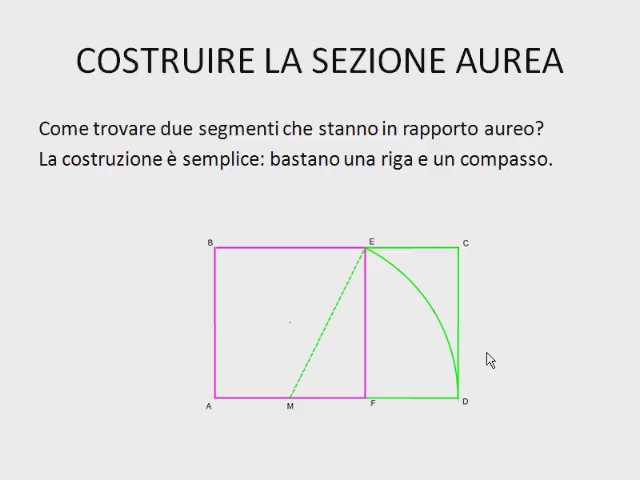 COSTRUIRE LA SEZIONE AUREA
Come trovare due segmenti che stanno in rapporto aureo?
La costruzione è semplice: bastano una riga e un compasso.
B E C
A M F D